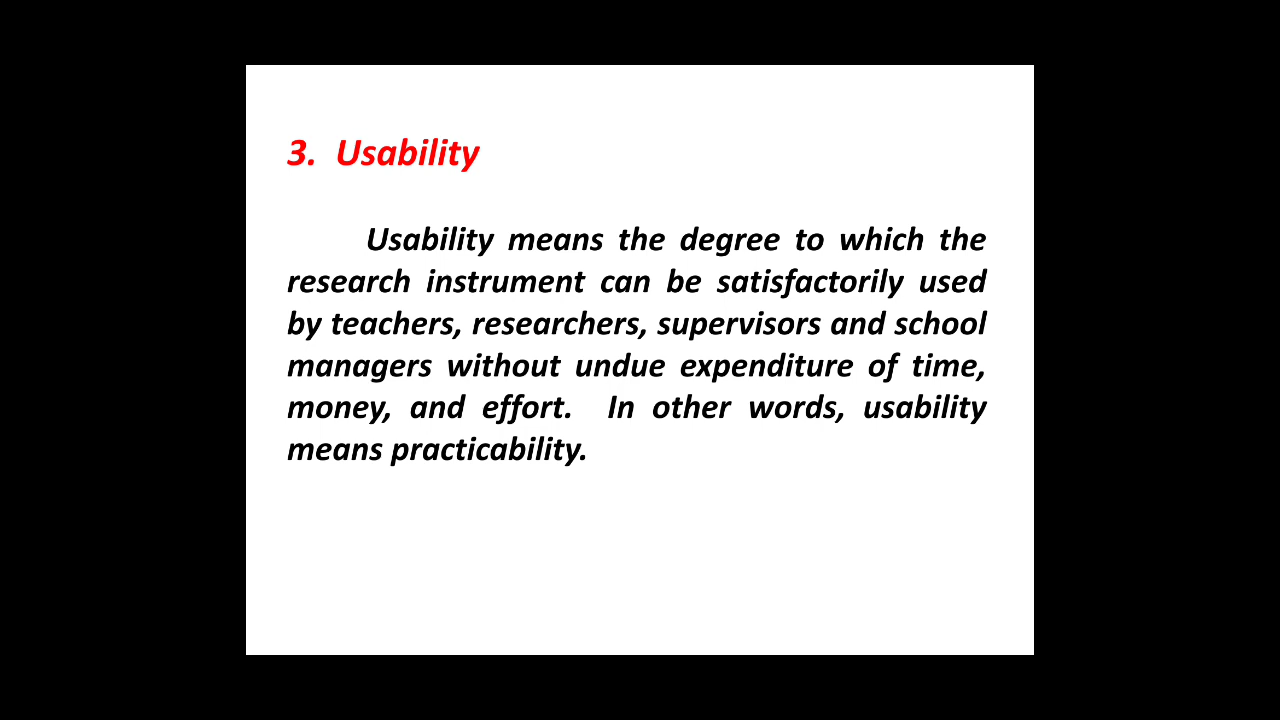 3. Usability
Usability means the degree to which the
research instrument can be satisfactorily used
by teachers, researchers, supervisors and school
managers without undue expenditure of time,
money, and effort. In other words, usability
means practicability.